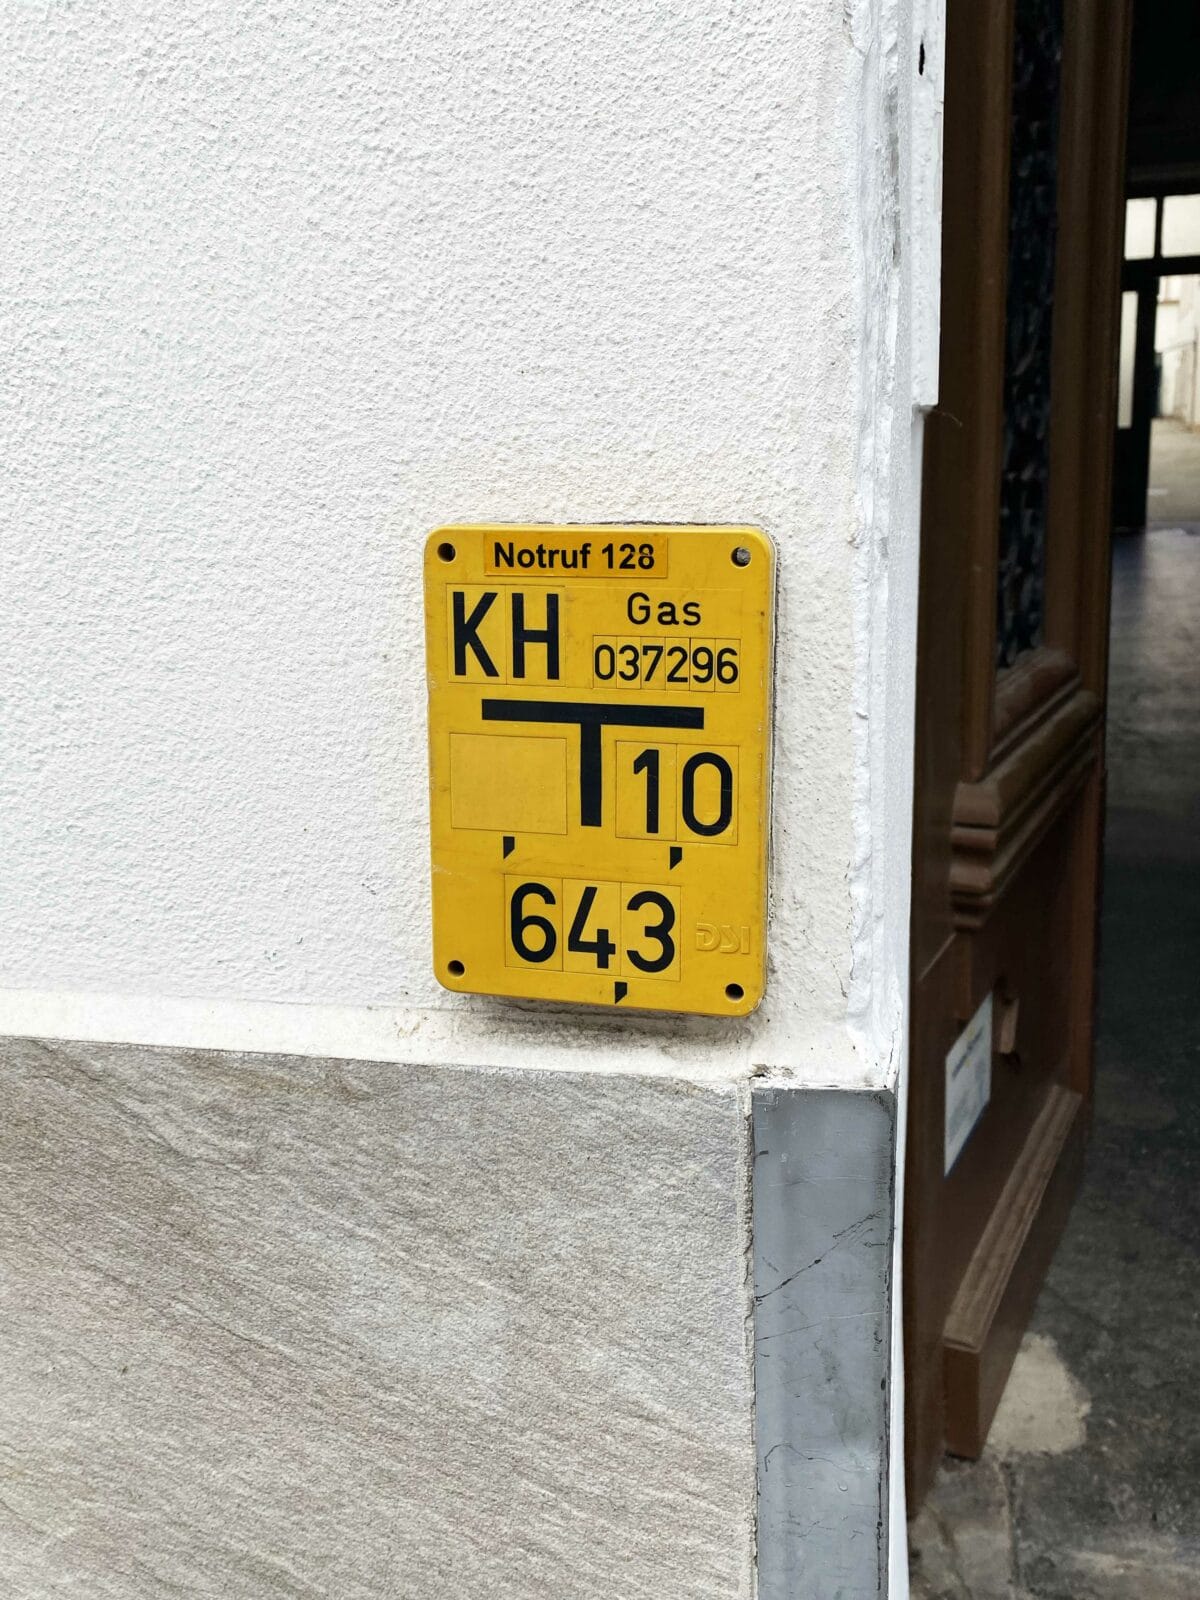 Notruf 128
KH Gas
037296
T 10
643
DSI